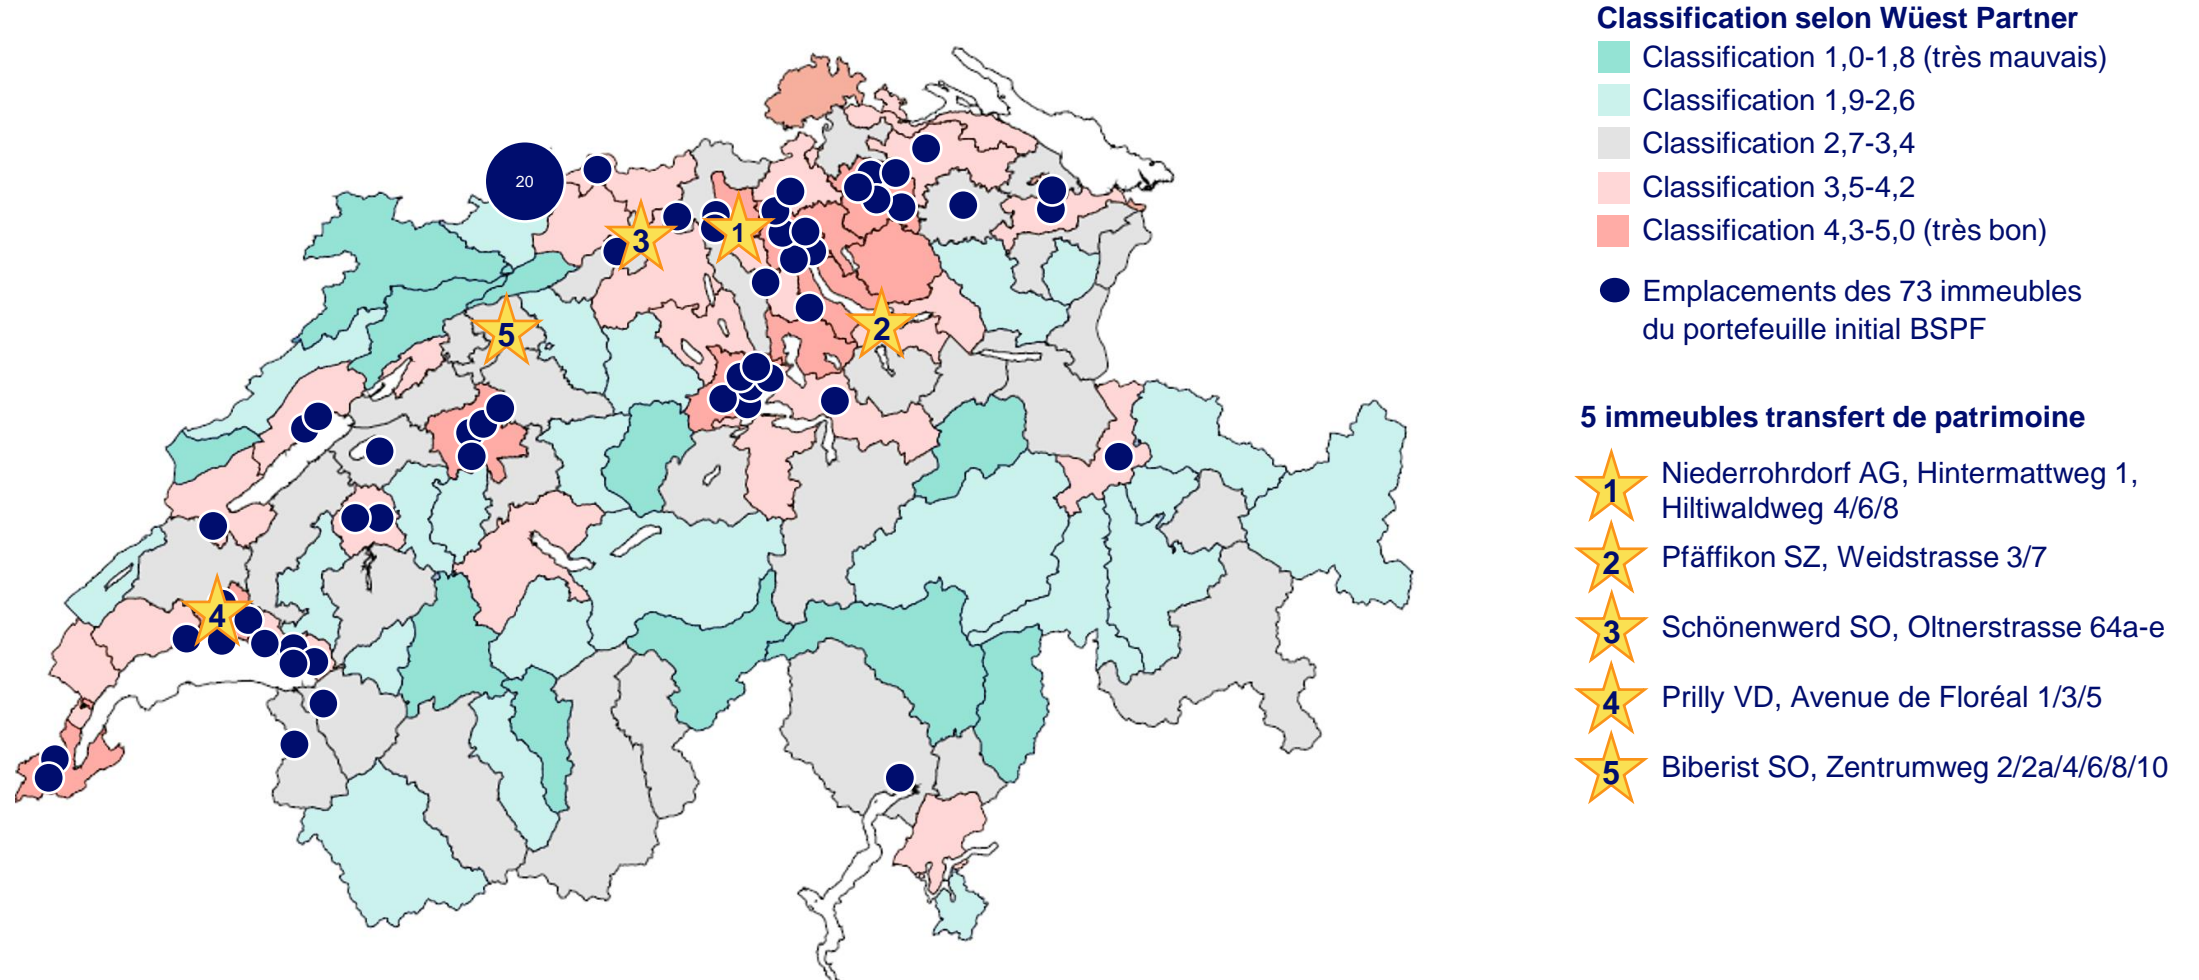 Classification selon Wüest Partner
Classification 1,0-1,8 (très mauvais)
Classification 1,9-2,6
Classification 2,7-3,4
Classification 3,5-4,2
Classification 4,3-5,0 (très bon)
Emplacements des 73 immeubles
du portefeuille initial BSPF
5 immeubles transfert de patrimoine
1 Niederrohrdorf AG, Hintermattweg 1,
Hiltiwaldweg 4/6/8
2 Pfäffikon SZ, Weidstrasse 3/7
3 Schönenwerd SO, Oltnerstrasse 64a-e
4 Prilly VD, Avenue de Floréal 1/3/5
5 Biberist SO, Zentrumweg 2/2a/4/6/8/10
20
1
3
2
5
4